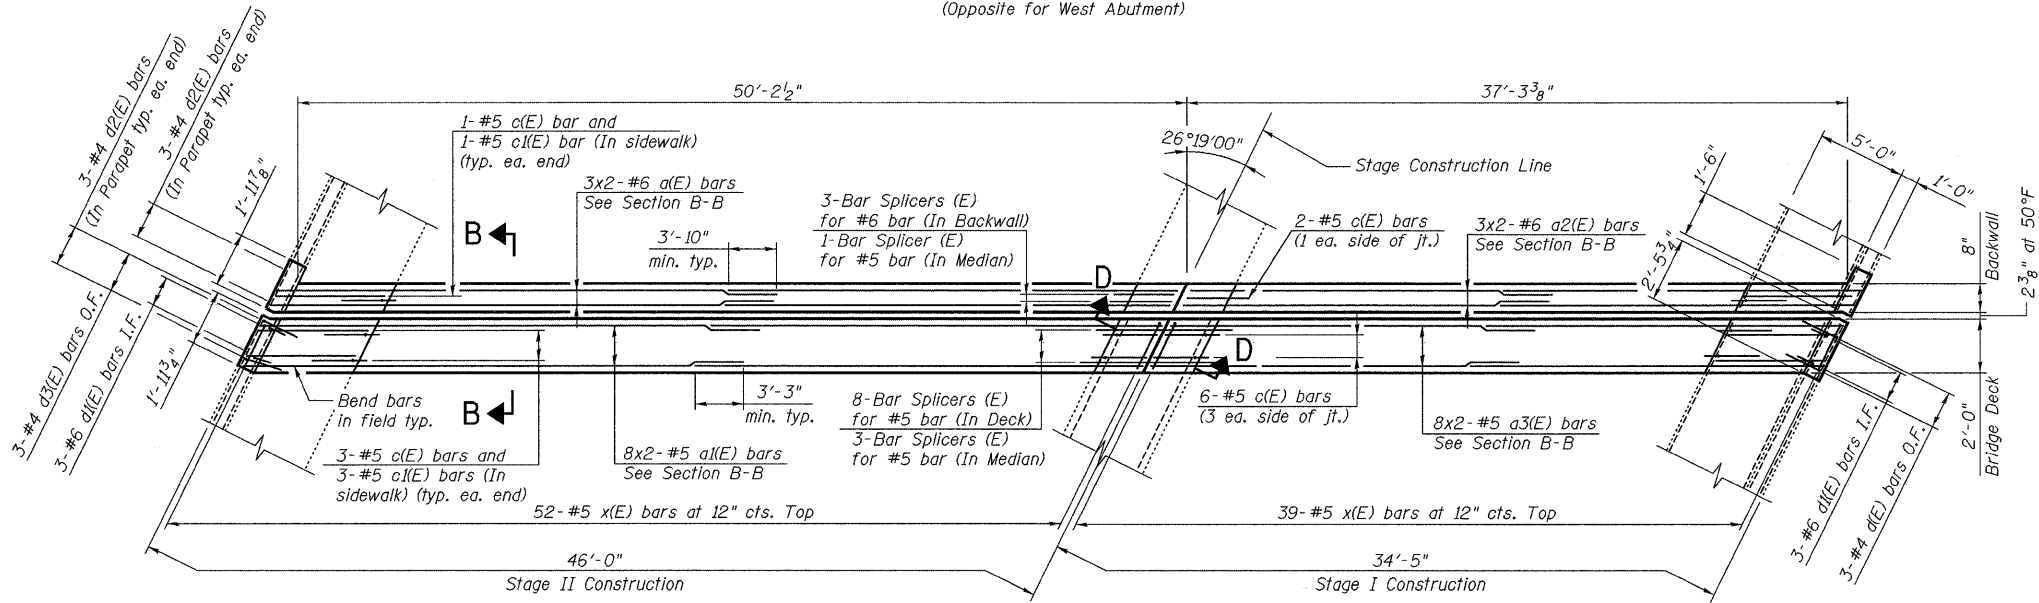 (Opposite for West Abutment)
3-#4 d2(E) bars
(In Parapet typ. ea. end)
3-#4 d2(E) bars
(In Parapet typ. ea. end)
50'-2½"
37'-3⅜"
1-#5 c(E) bar and
1-#5 c1(E) bar (In sidewalk)
(typ. ea. end)
26°19'00"
Stage Construction Line
5'-0"
1'-0"
1'-6"
1'-11⅞"
3x2-#6 a(E) bars
See Section B-B
3-Bar Splicers (E)
for #6 bar (In Backwall)
1-Bar Splicer (E)
for #5 bar (In Median)
2-#5 c(E) bars
(1 ea. side of jt.)
3x2-#6 a2(E) bars
See Section B-B
B
3'-10"
min. typ.
2'-5¾"
8"
Backwall
2⅜" at 50°F
D
3-#4 d3(E) bars O.F.
3-#6 d1(E) bars I.F.
1'-11¾"
D
Bend bars
in field typ.
B
3'-3"
min. typ.
8-Bar Splicers (E)
for #5 bar (In Deck)
3-Bar Splicers (E)
for #5 bar (In Median)
6-#5 c(E) bars
(3 ea. side of jt.)
8x2-#5 a3(E) bars
See Section B-B
2'-0"
Bridge Deck
3-#5 c(E) bars and
3-#5 c1(E) bars (In
sidewalk) (typ. ea. end)
8x2-#5 a1(E) bars
See Section B-B
3-#6 d1(E) bars I.F.
3-#4 d(E) bars O.F.
52-#5 x(E) bars at 12" cts. Top
39-#5 x(E) bars at 12" cts. Top
46'-0"
Stage II Construction
34'-5"
Stage I Construction